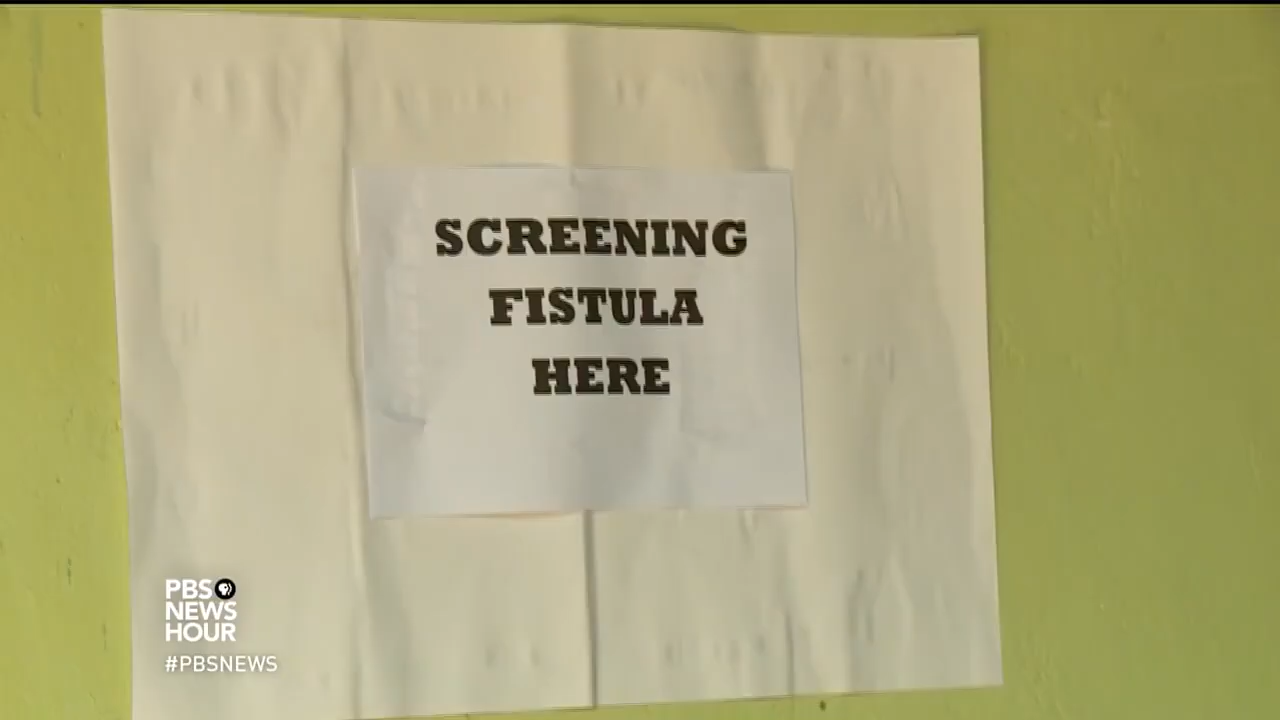 SCREENING
FISTULA
HERE
PBS
NEWS
HOUR
#PBSNEWS